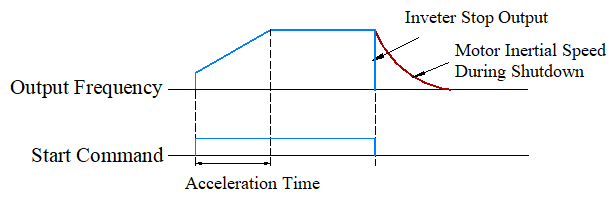 Inveter Stop Output
Motor Inertial Speed
During Shutdown
Output Frequency
Start Command
Acceleration Time